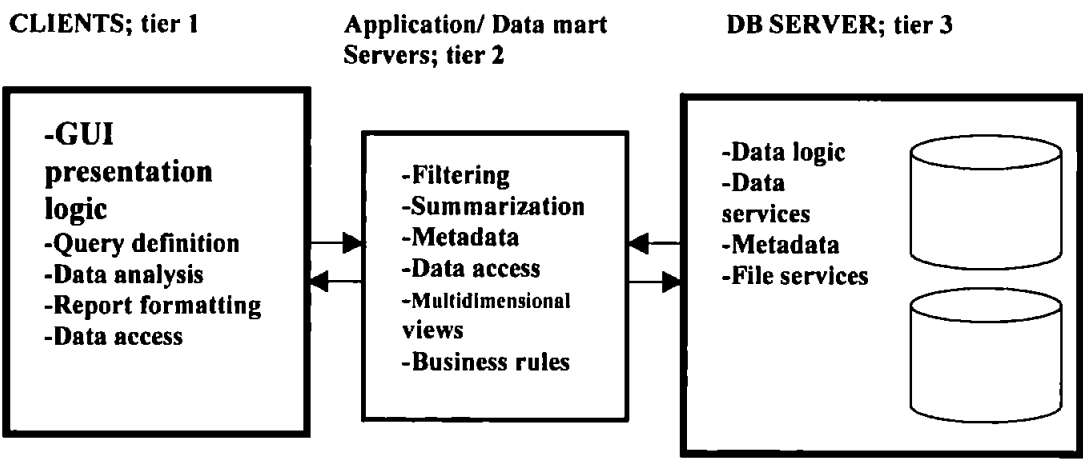 CLIENTS; tier 1
Application/ Data mart
Servers; tier 2
DB SERVER; tier 3
-GUI
presentation
logic
-Query definition
-Data analysis
-Report formatting
-Data access
-Filtering
-Summarization
-Metadata
-Data access
-Multidimensional
views
-Business rules
-Data logic
-Data
services
-Metadata
-File services